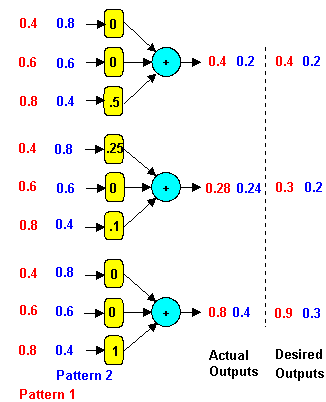 0.4 0.8 0
0.6 0.6 0 + 0.4 0.2 0.4 0.2
0.8 0.4 .5
0.4 0.8 .25
0.6 0.6 0 + 0.28 0.24 0.3 0.2
0.8 0.4 .1
0.4 0.8 0
0.6 0.6 0 + 0.8 0.4 0.9 0.3
0.8 0.4 1
Actual Desired
Outputs Outputs
Pattern 2
Pattern 1